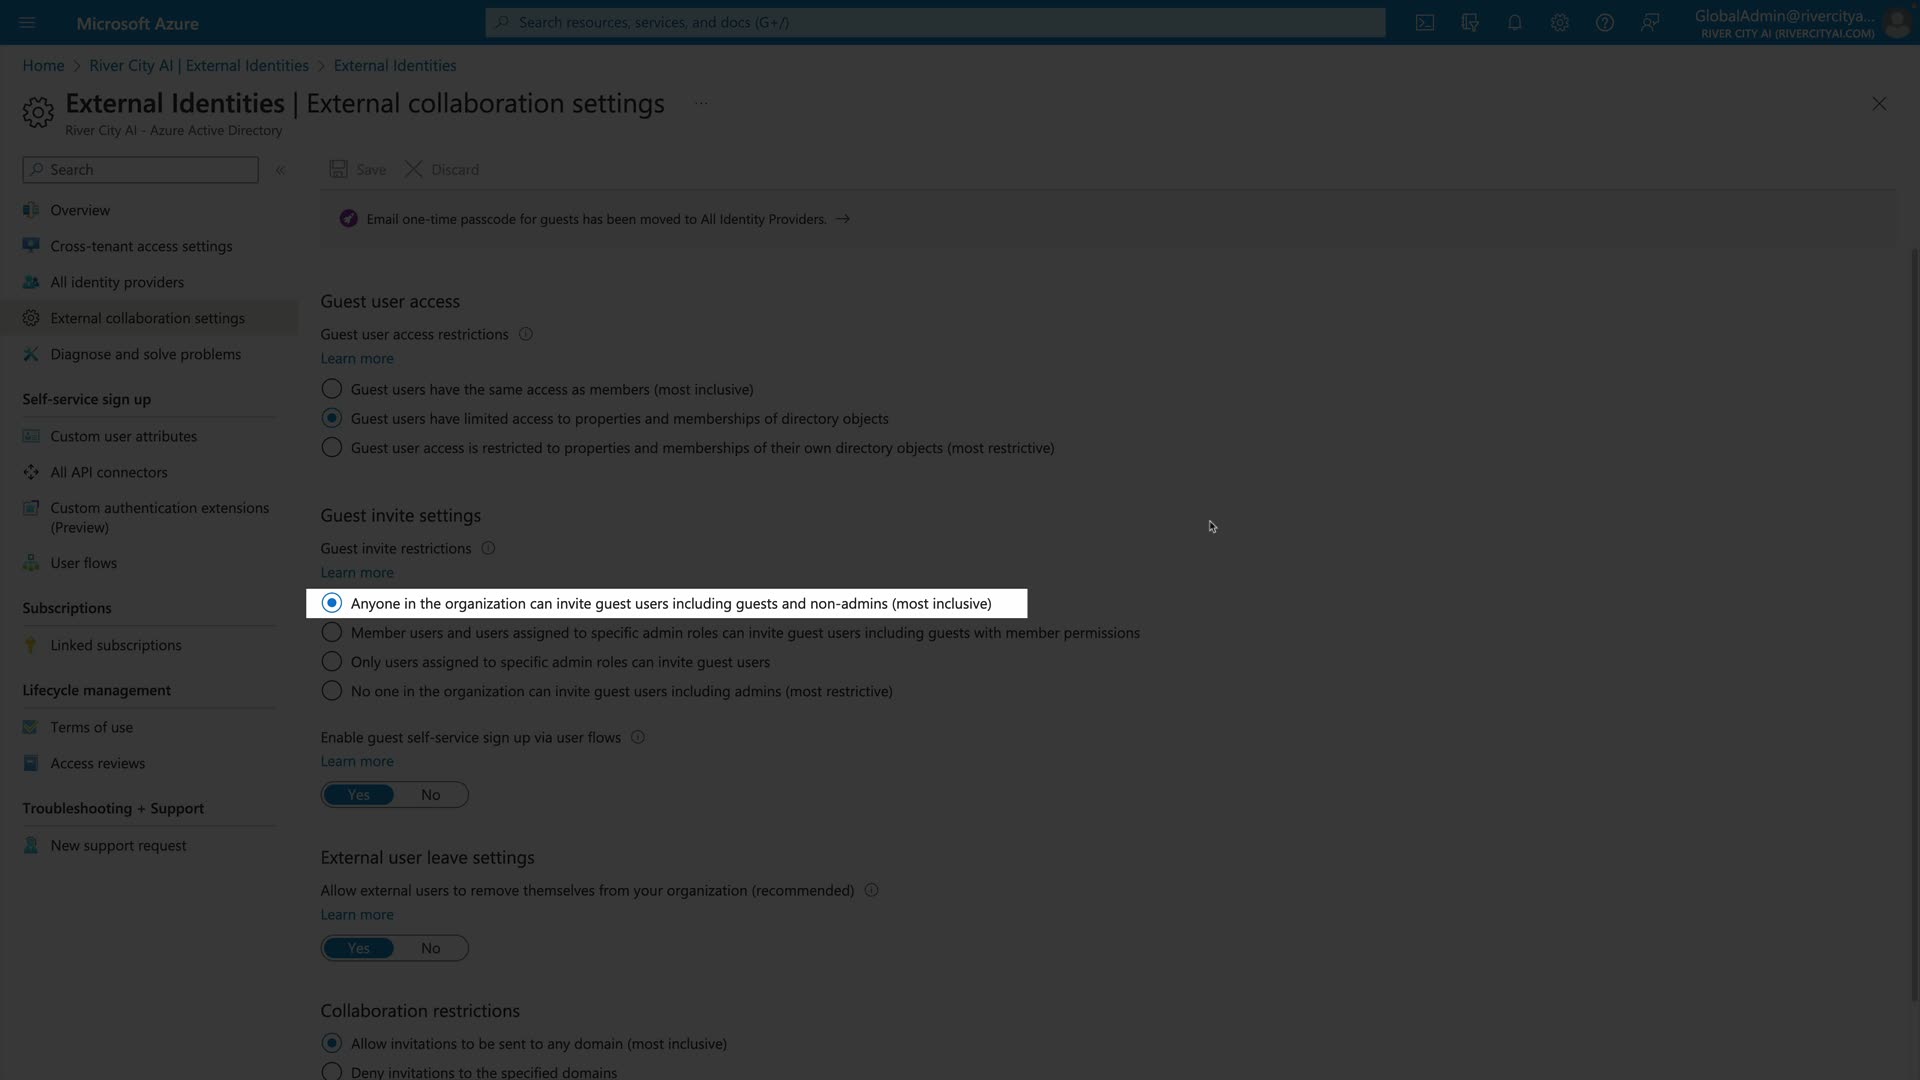 Microsoft Azure
Search resources, services, and docs (G+/)
GlobalAdmin@rivercitya...
RIVER CITY AI (RIVERCITYAI.COM)
Home > River City AI | External Identities > External Identities
External Identities | External collaboration settings ...
River City AI - Azure Active Directory
Search «
Save Discard
Email one-time passcode for guests has been moved to All Identity Providers. →
Overview
Cross-tenant access settings
All identity providers
External collaboration settings
Diagnose and solve problems
Self-service sign up
Custom user attributes
All API connectors
Custom authentication extensions
(Preview)
User flows
Subscriptions
Linked subscriptions
Lifecycle management
Terms of use
Access reviews
Troubleshooting + Support
New support request
Guest user access
Guest user access restrictions
Learn more
Guest users have the same access as members (most inclusive)
Guest users have limited access to properties and memberships of directory objects
Guest user access is restricted to properties and memberships of their own directory objects (most restrictive)
Guest invite settings
Guest invite restrictions
Learn more
Anyone in the organization can invite guest users including guests and non-admins (most inclusive)
Member users and users assigned to specific admin roles can invite guest users including guests with member permissions
Only users assigned to specific admin roles can invite guest users
No one in the organization can invite guest users including admins (most restrictive)
Enable guest self-service sign up via user flows
Learn more
Yes No
External user leave settings
Allow external users to remove themselves from your organization (recommended)
Learn more
Yes No
Collaboration restrictions
Allow invitations to be sent to any domain (most inclusive)
Deny invitations to the specified domains